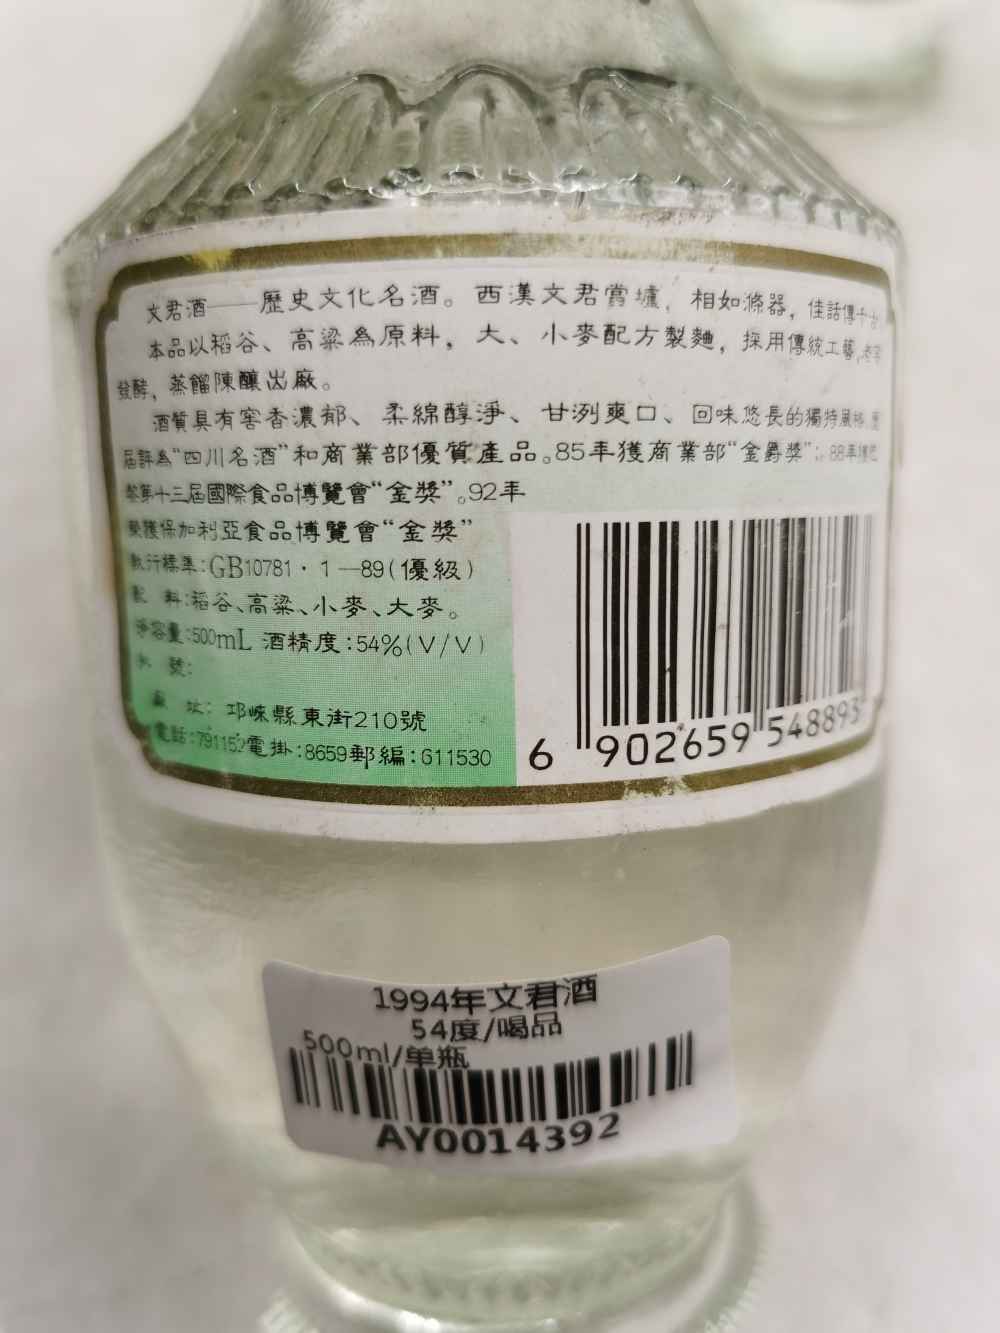 文君酒——歷史文化名酒。西漢文君當壚，相如滌器，佳話傳千古
本品以稻谷、高粱為原料，大、小麥配方製麯，採用傳統工藝，老窖
發酵，蒸餾陳釀出廠。
酒質具有窖香濃郁、柔綿醇淨、甘洌爽口、回味悠長的獨特風格
屆評為“四川名酒”和商業部優質產品。85年獲商業部“金爵獎”；88年獲
第十三屆國際食品博覽會“金獎”。92年
榮獲保加利亞食品博覽會“金獎”
執行標準：GB10781·1—89(優級)
配 料：稻谷、高粱、小麥、大麥。
淨容量：500mL 酒精度：54%(V/V)
批 號：
廠 址：邛崍縣東街210號
電話：791152電掛：8659郵編：611530
6 902659 548893
1994年文君酒
54度/喝品
500ml/单瓶
AY0014392